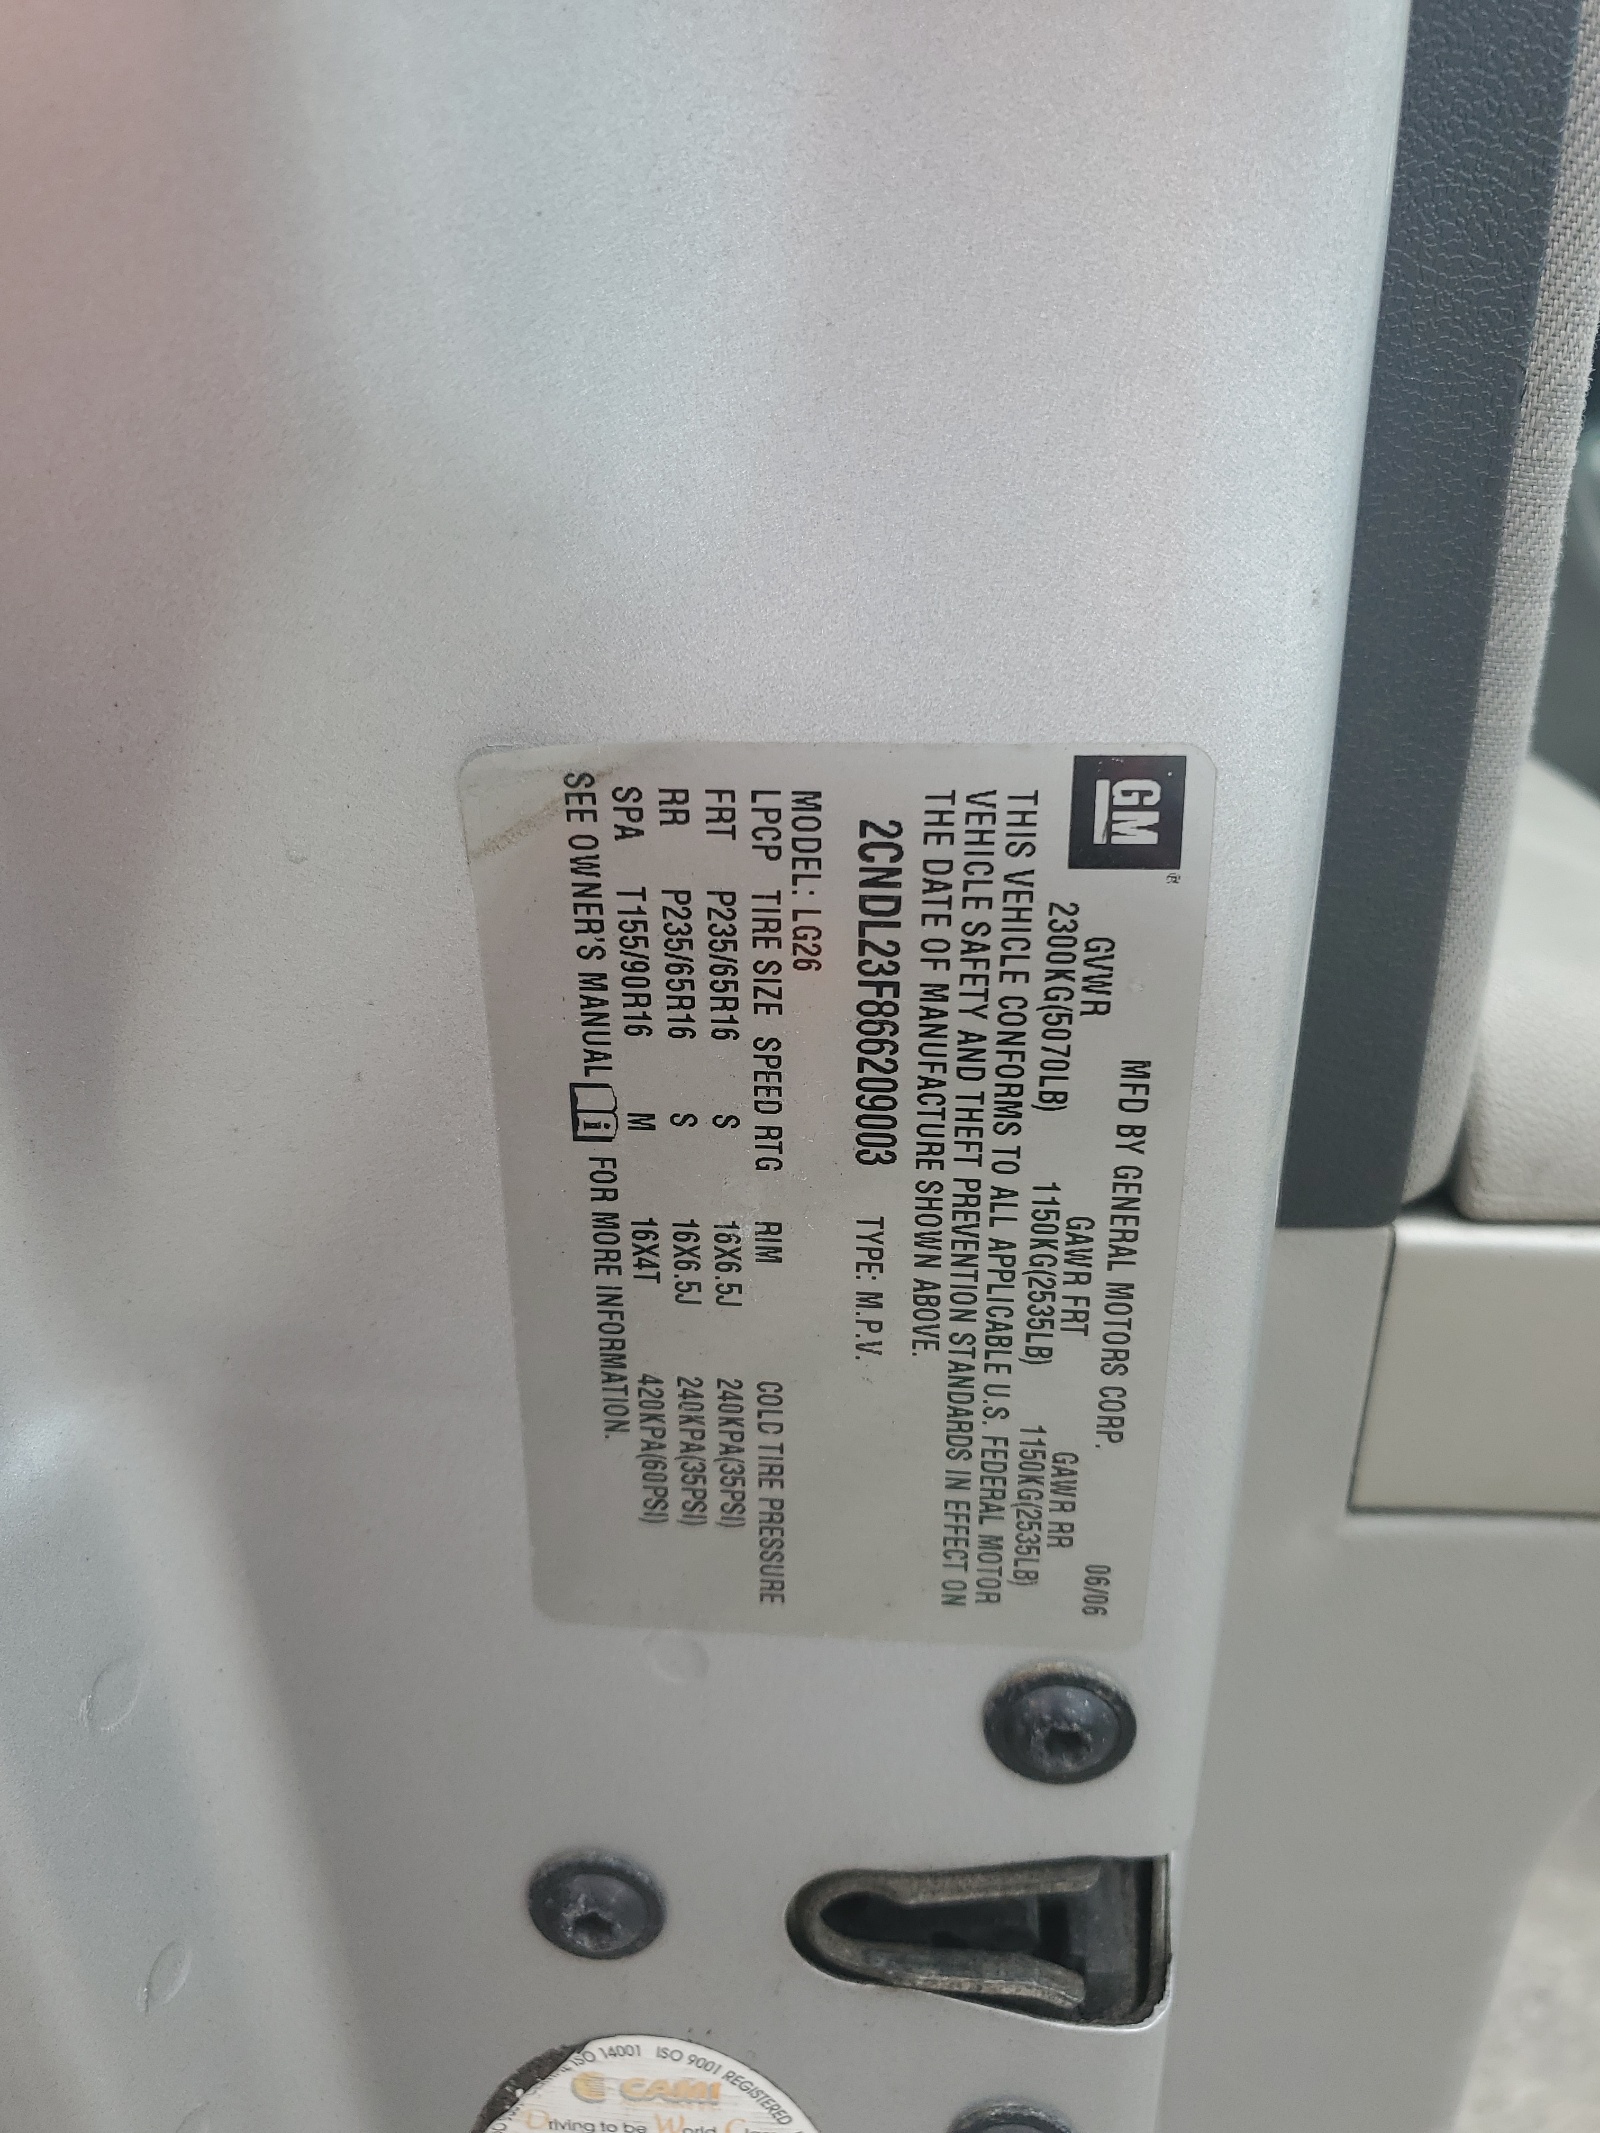 GM®
MFD BY GENERAL MOTORS CORP. 06/06
GVWR GAWR FRT GAWR RR
2300KG(5070LB) 1150KG(2535LB) 1150KG(2535LB)
THIS VEHICLE CONFORMS TO ALL APPLICABLE U.S. FEDERAL MOTOR
VEHICLE SAFETY AND THEFT PREVENTION STANDARDS IN EFFECT ON
THE DATE OF MANUFACTURE SHOWN ABOVE.
2CNDL23F866209003 TYPE: M.P.V.
MODEL: LG26
LPCP TIRE SIZE SPEED RTG RIM COLD TIRE PRESSURE
FRT P235/65R16 S 16X6.5J 240KPA(35PSI)
RR P235/65R16 S 16X6.5J 240KPA(35PSI)
SPA T155/90R16 M 16X4T 420KPA(60PSI)
SEE OWNER'S MANUAL i FOR MORE INFORMATION.
ISO 14001 ISO 9001 REGISTERED
CAMI
Driving to be World